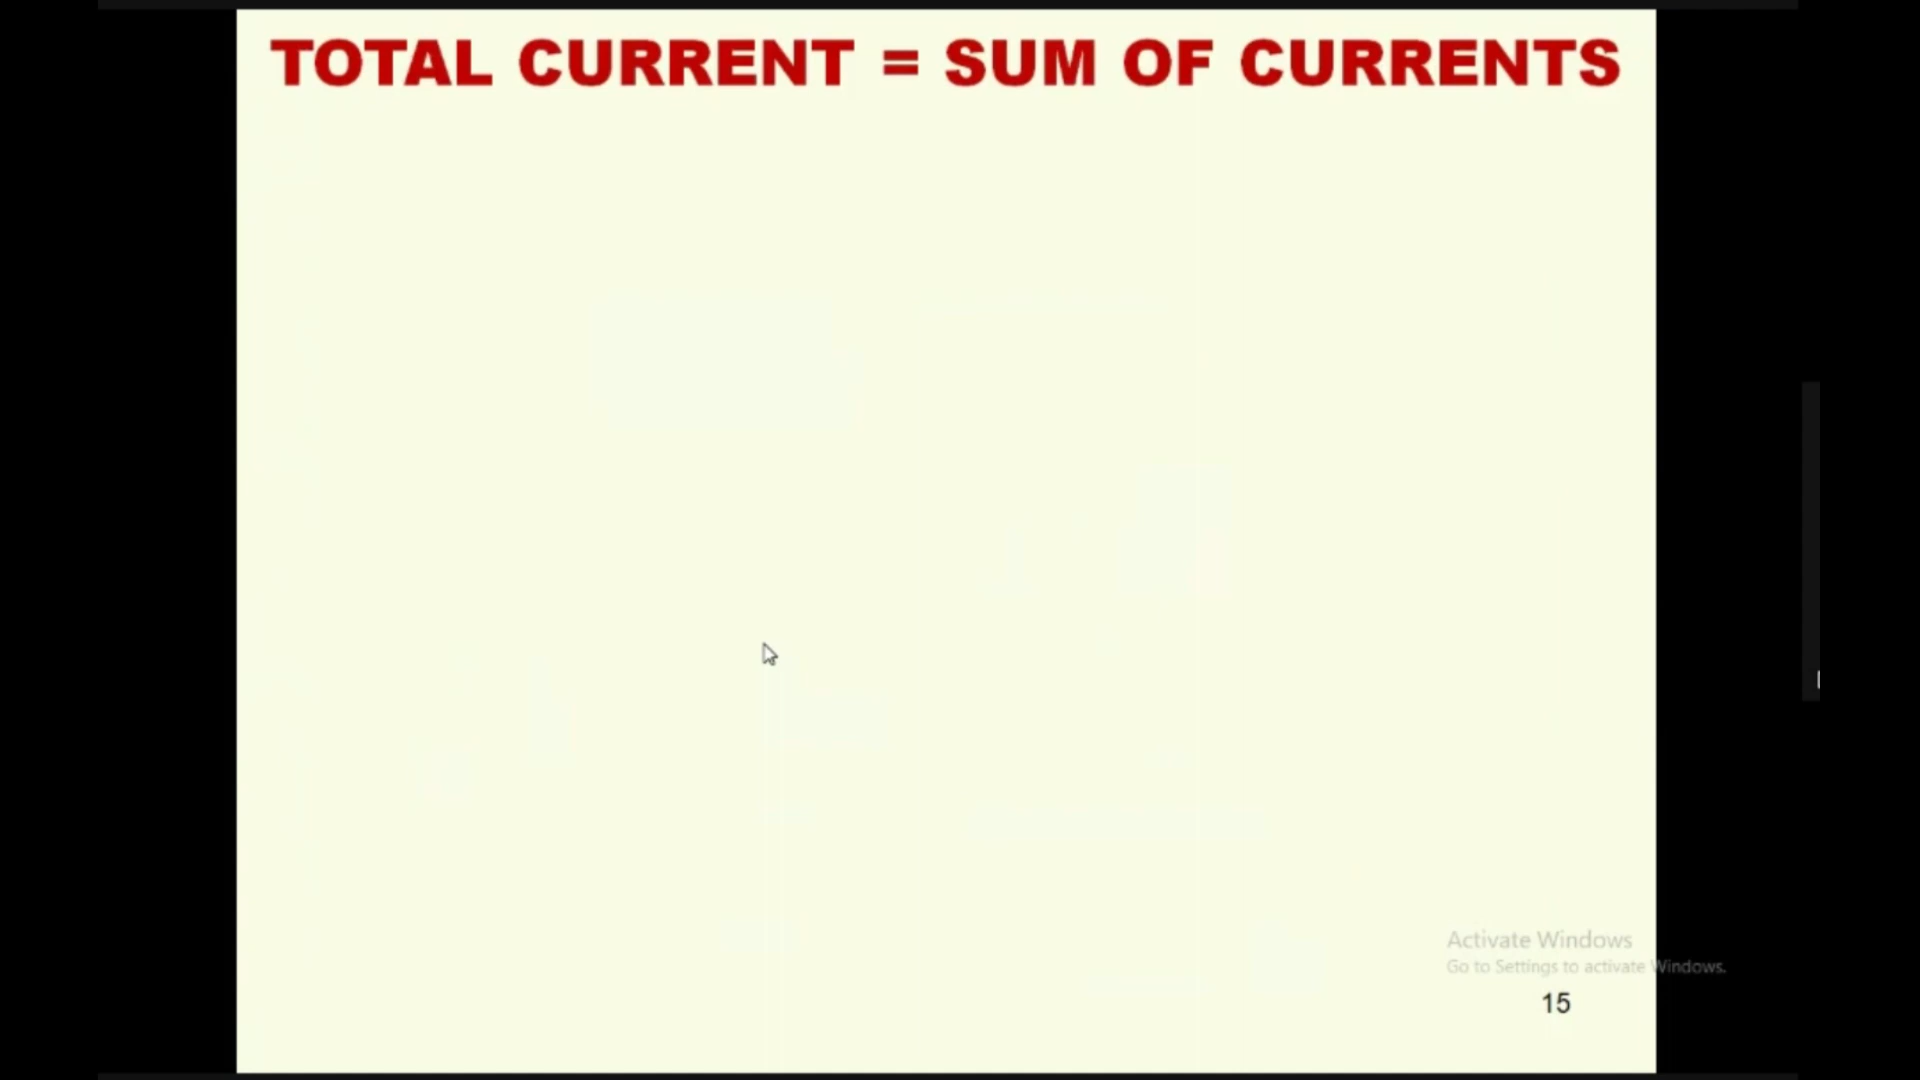 TOTAL CURRENT = SUM OF CURRENTS
Activate Windows
Go to Settings to activate Windows.
15